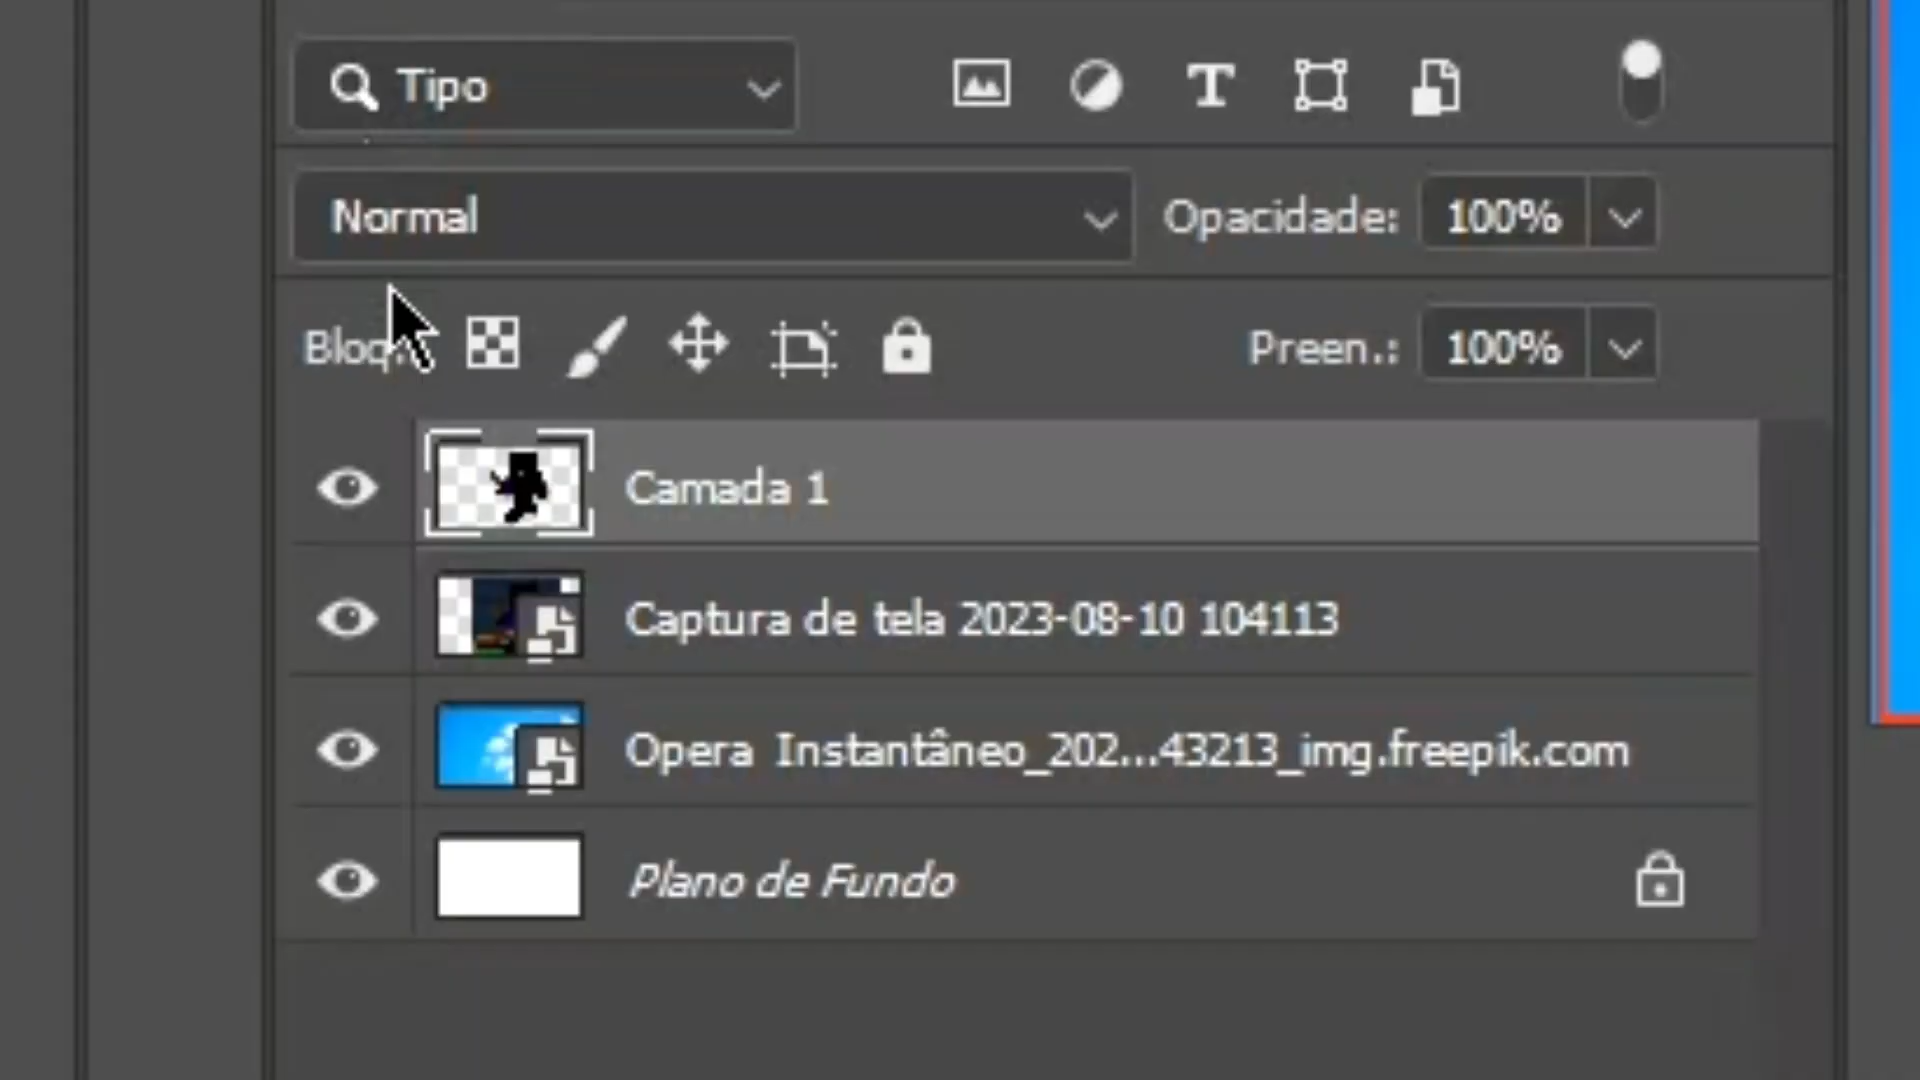 Tipo
Normal
Opacidade: 100%
Bloq.:
Preen.: 100%
Camada 1
Captura de tela 2023-08-10 104113
Opera Instantâneo_202...43213_img.freepik.com
Plano de Fundo